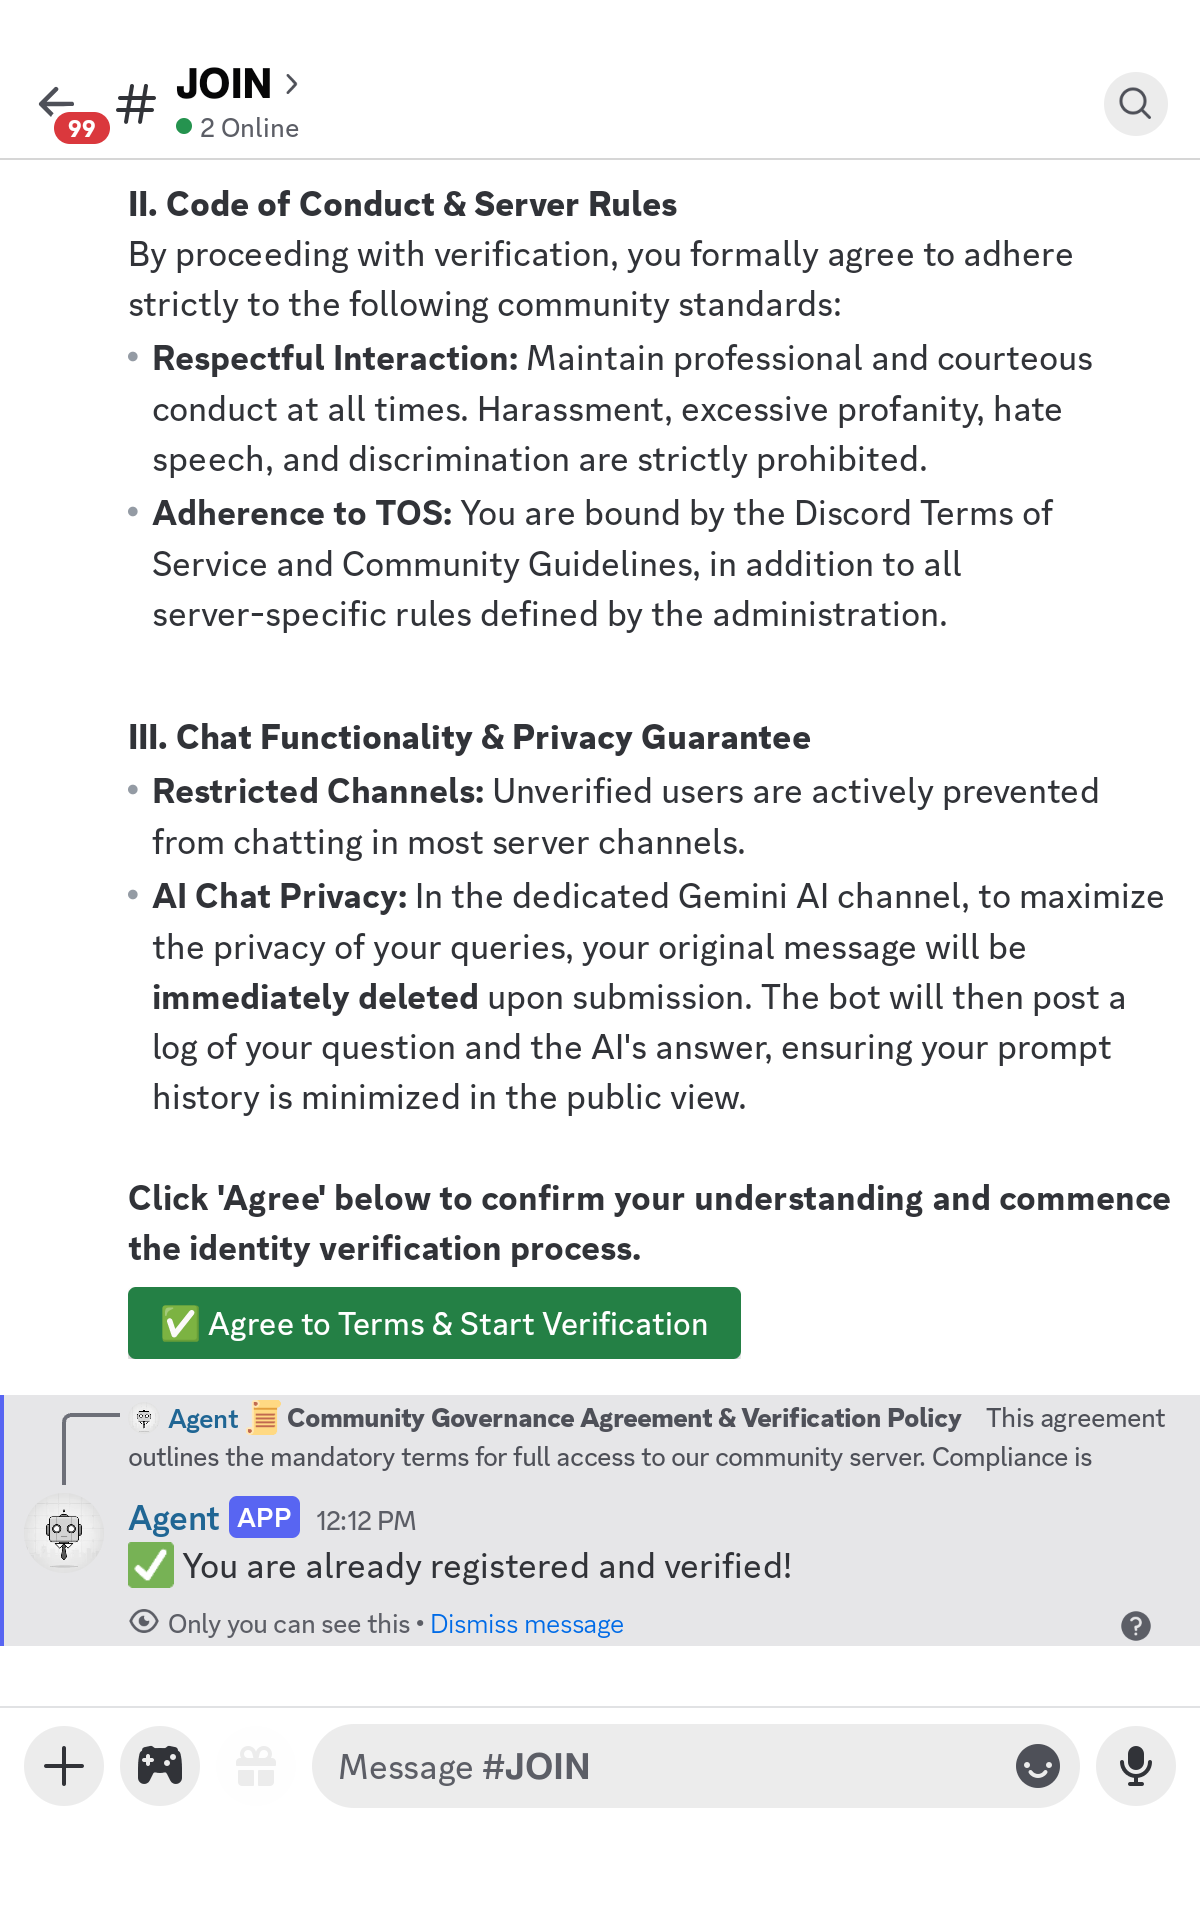 JOIN
99
2 Online
II. Code of Conduct & Server Rules
By proceeding with verification, you formally agree to adhere
strictly to the following community standards:
• Respectful Interaction: Maintain professional and courteous
conduct at all times. Harassment, excessive profanity, hate
speech, and discrimination are strictly prohibited.
• Adherence to TOS: You are bound by the Discord Terms of
Service and Community Guidelines, in addition to all
server-specific rules defined by the administration.
III. Chat Functionality & Privacy Guarantee
• Restricted Channels: Unverified users are actively prevented
from chatting in most server channels.
• AI Chat Privacy: In the dedicated Gemini AI channel, to maximize
the privacy of your queries, your original message will be
immediately deleted upon submission. The bot will then post a
log of your question and the AI's answer, ensuring your prompt
history is minimized in the public view.
Click 'Agree' below to confirm your understanding and commence
the identity verification process.
✅ Agree to Terms & Start Verification
Agent 📜 Community Governance Agreement & Verification Policy This agreement
outlines the mandatory terms for full access to our community server. Compliance is
Agent APP 12:12 PM
✅ You are already registered and verified!
Only you can see this • Dismiss message
Message #JOIN